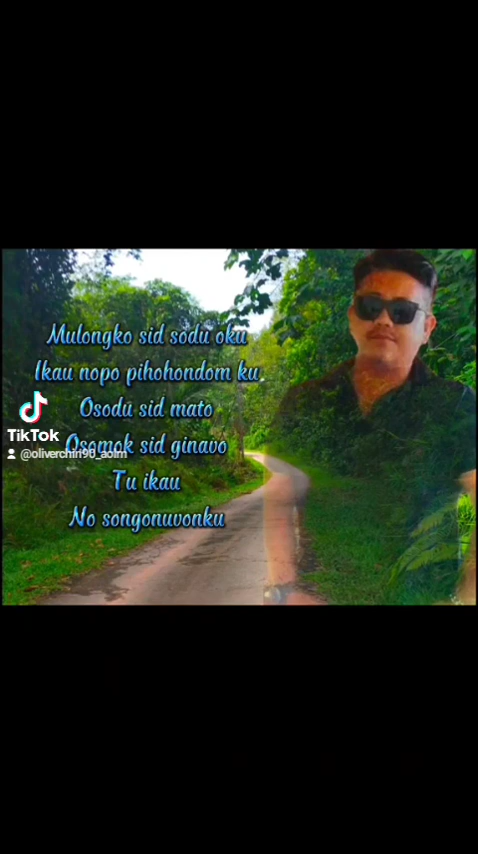 Mulongko sid sodu oku
Ikau nopo pihohondom ku
Osodu sid mato
TikTok
Osomok sid ginavo
@oliverchin90_aolm
Tu ikau
No songonuvonku